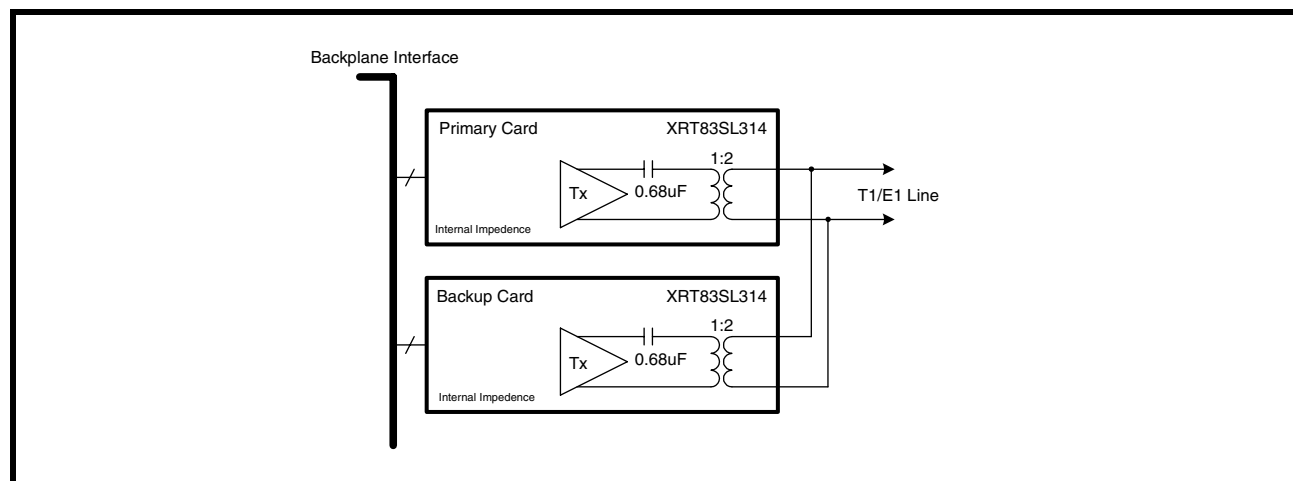 Backplane Interface
Primary Card XRT83SL314
1:2
Tx 0.68uF
T1/E1 Line
Internal Impedence
Backup Card XRT83SL314
1:2
Tx 0.68uF
Internal Impedence